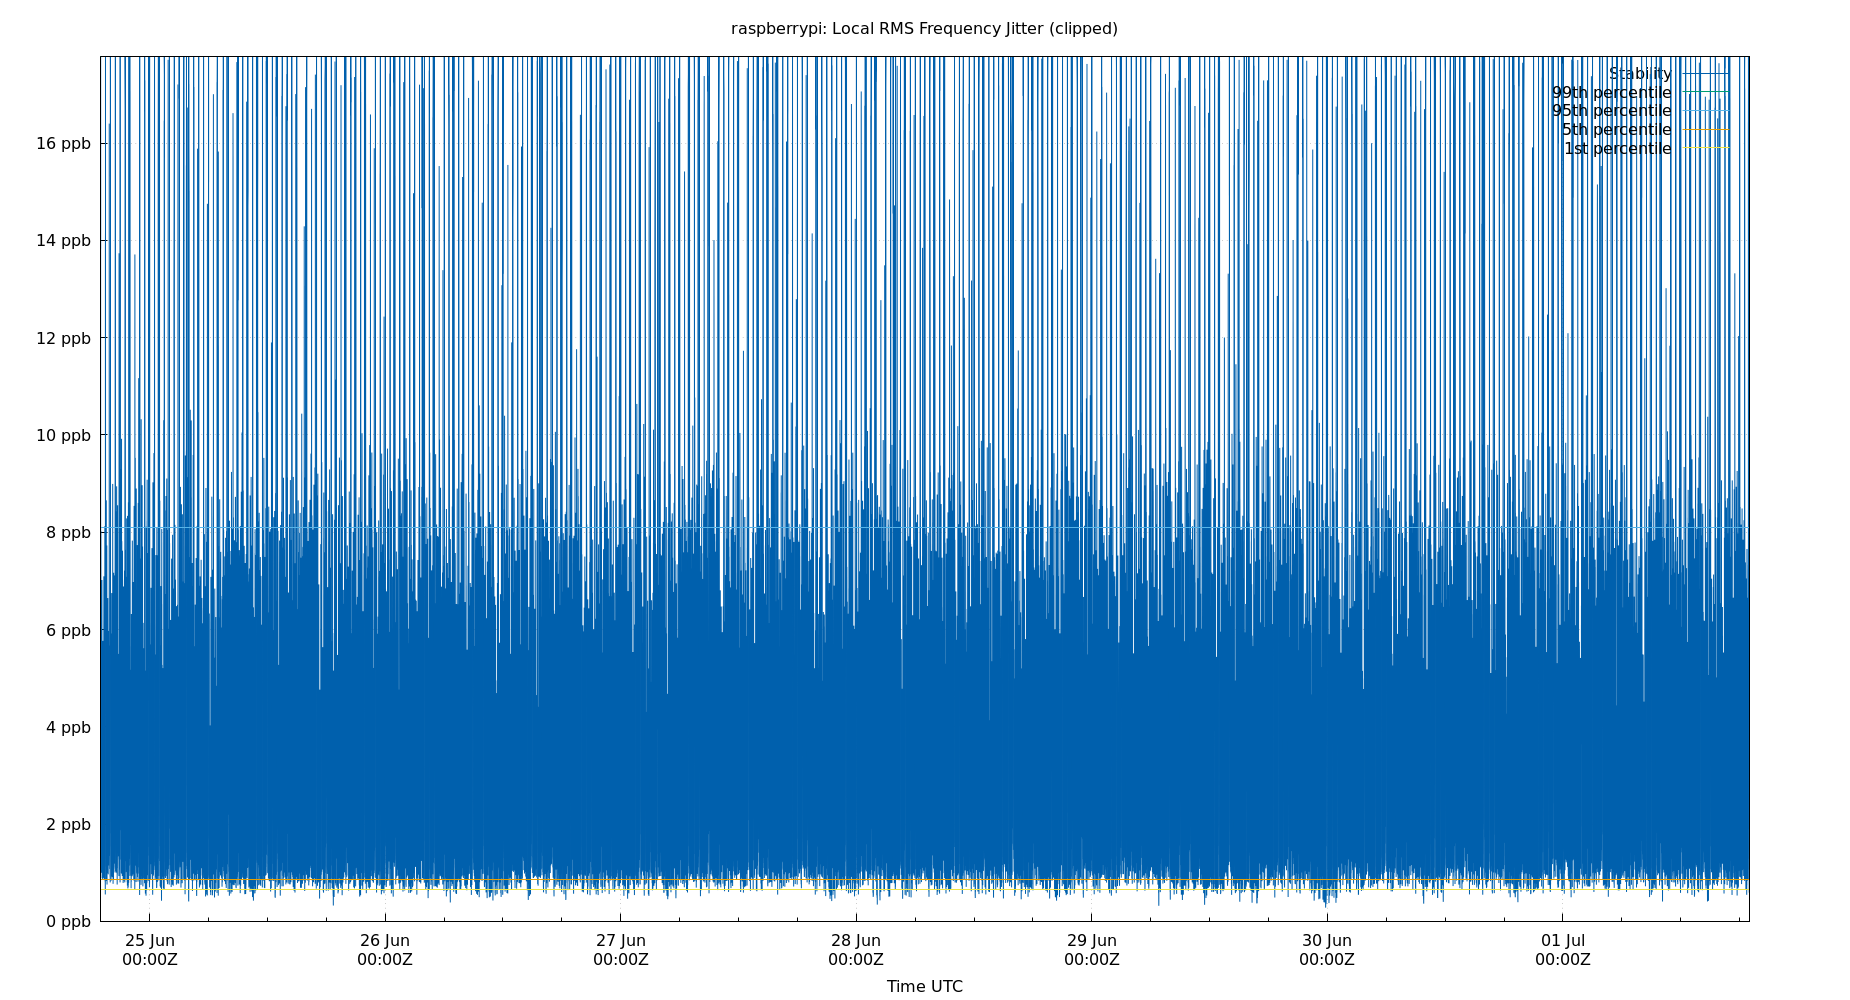 raspberrypi: Local RMS Frequency Jitter (clipped)
Stability
99th percentile
95th percentile
5th percentile
1st percentile
16 ppb
14 ppb
12 ppb
10 ppb
8 ppb
6 ppb
4 ppb
2 ppb
0 ppb
25 Jun 26 Jun 27 Jun 28 Jun 29 Jun 30 Jun 01 Jul
00:00Z 00:00Z 00:00Z 00:00Z 00:00Z 00:00Z 00:00Z
Time UTC